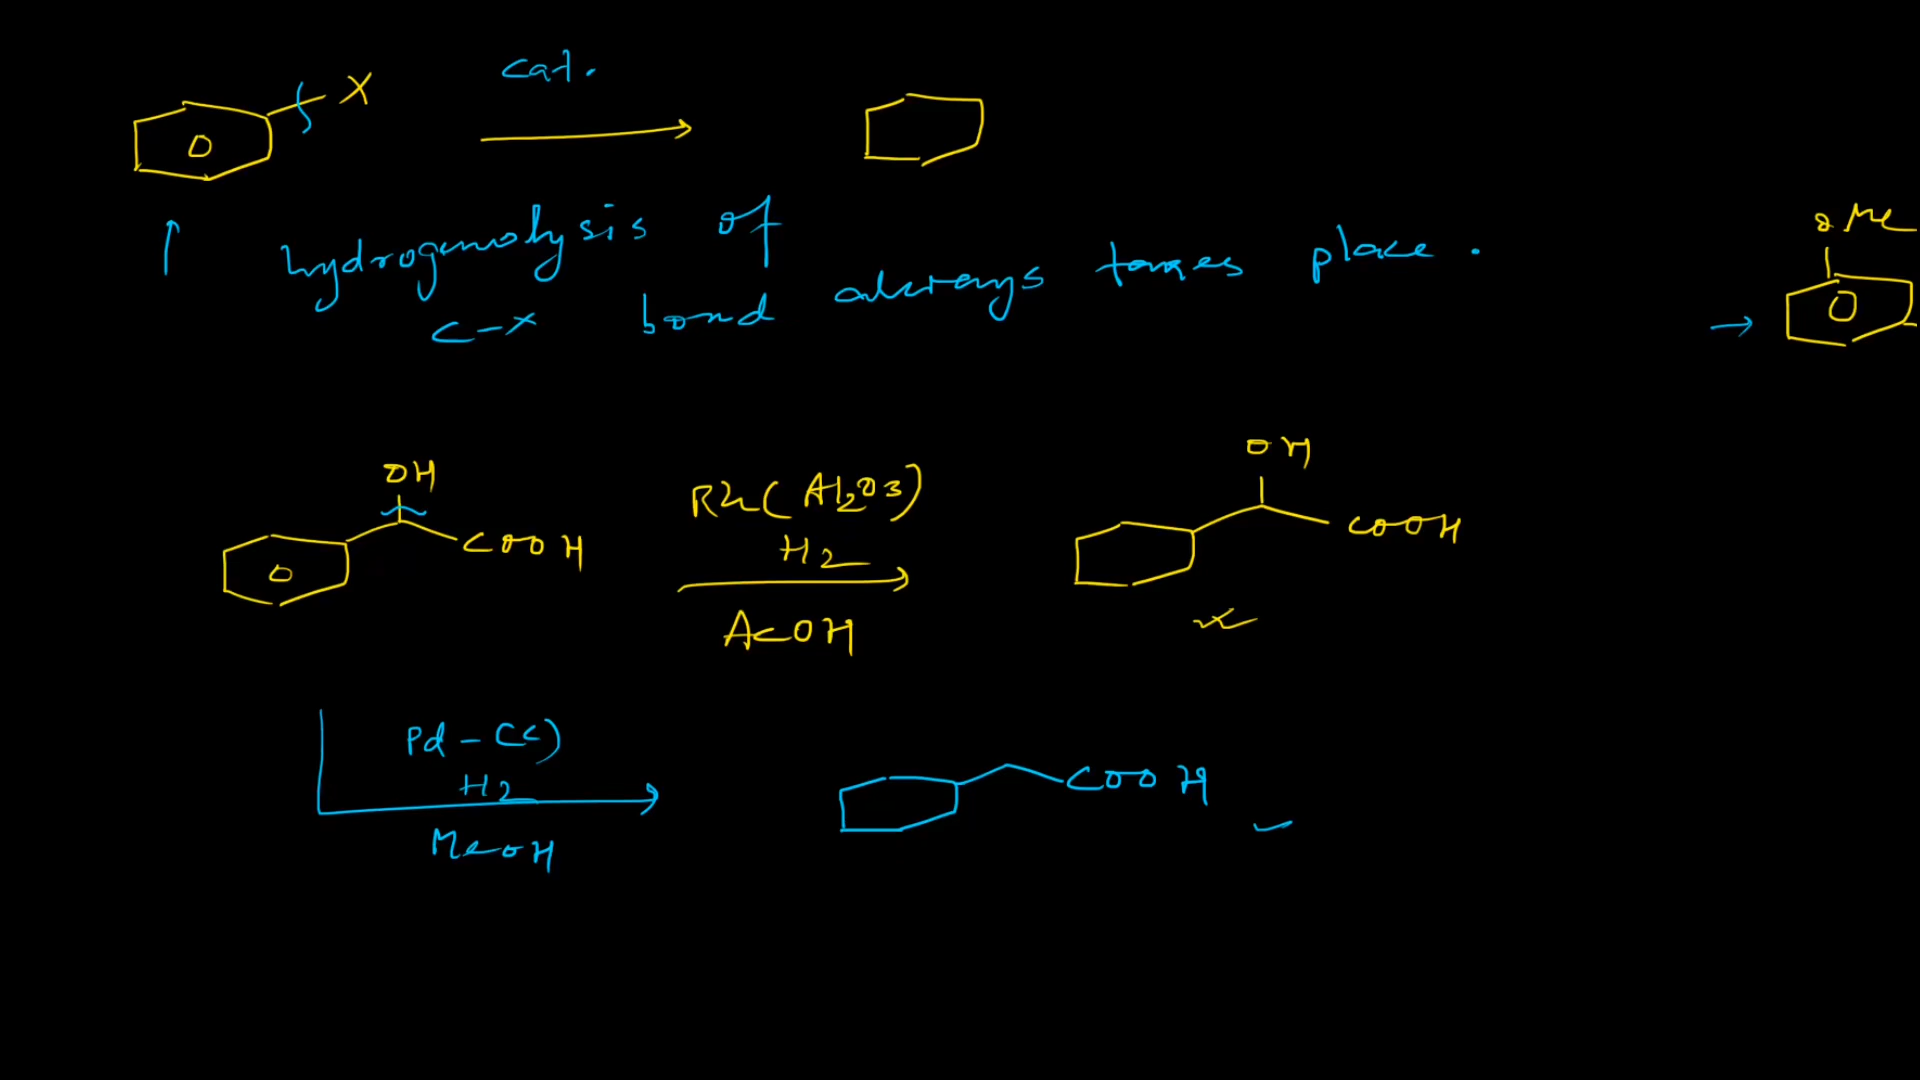 cat.
X
hydrogenolysis of
C-X bond always takes place.
OMe
OH
COOH
Rh(Al2O3)
H2
AcOH
OH
COOH
Pd-C(C)
H2
MeOH
COOH